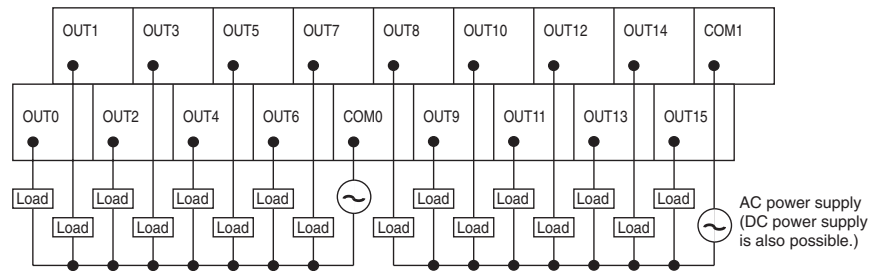 OUT1 OUT3 OUT5 OUT7 OUT8 OUT10 OUT12 OUT14 COM1
OUT0 OUT2 OUT4 OUT6 COM0 OUT9 OUT11 OUT13 OUT15
Load Load Load Load Load Load Load Load
Load Load Load Load Load Load Load Load
AC power supply
(DC power supply
is also possible.)